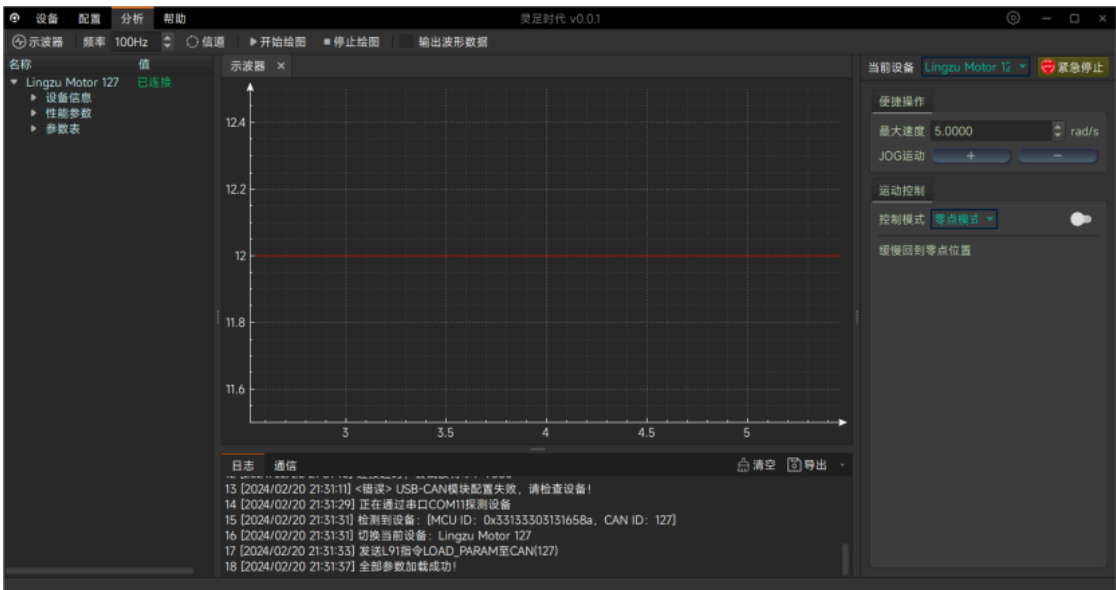 设备 配置 分析 帮助 灵足时代 v0.0.1
示波器 频率 100Hz 信道 开始绘图 停止绘图 输出波形数据
名称 值
Lingzu Motor 127 已连接
设备信息
性能参数
参数表
示波器
12.4
12.2
12
11.8
11.6
3 3.5 4 4.5 5
日志 通信 清空 导出
13 [2024/02/20 21:31:11] <错误> USB-CAN模块配置失败，请检查设备！
14 [2024/02/20 21:31:29] 正在通过串口COM11探测设备
15 [2024/02/20 21:31:31] 检测到设备：[MCU ID：0x33133303131658a，CAN ID：127]
16 [2024/02/20 21:31:31] 切换当前设备：Lingzu Motor 127
17 [2024/02/20 21:31:33] 发送L91指令LOAD_PARAM至CAN(127)
18 [2024/02/20 21:31:37] 全部参数加载成功！
当前设备 Lingzu Motor 12 紧急停止
便捷操作
最大速度 5.0000 rad/s
JOG运动 + −
运动控制
控制模式 零点模式
缓慢回到零点位置